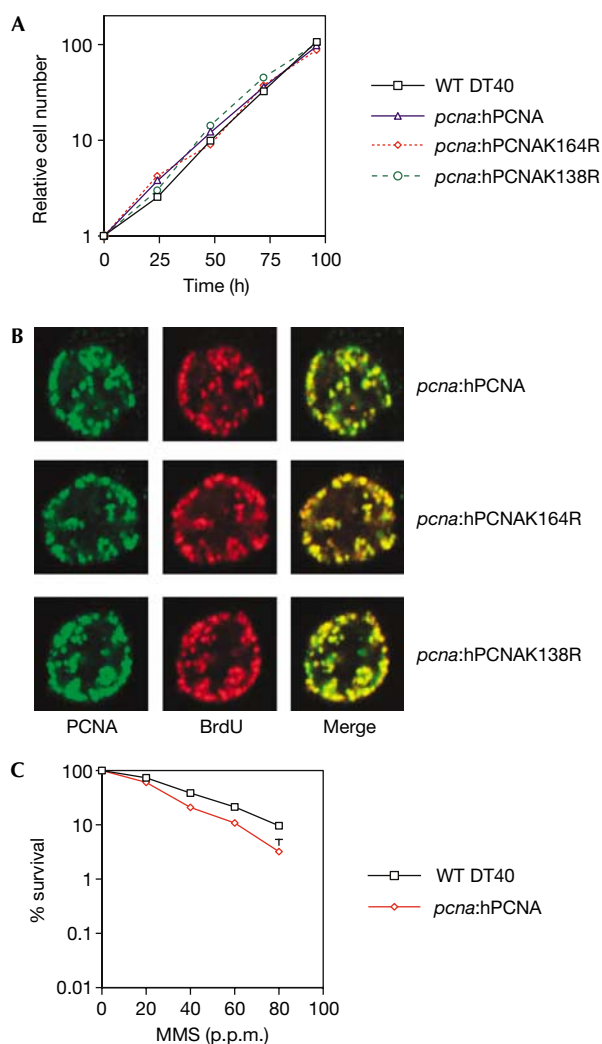 A
100
10
1
Relative cell number
0 25 50 75 100
Time (h)
WT DT40
pcna:hPCNA
pcna:hPCNAK164R
pcna:hPCNAK138R
B
pcna:hPCNA
pcna:hPCNAK164R
pcna:hPCNAK138R
PCNA BrdU Merge
C
100
10
1
0.1
0.01
% survival
0 20 40 60 80 100
MMS (p.p.m.)
WT DT40
pcna:hPCNA